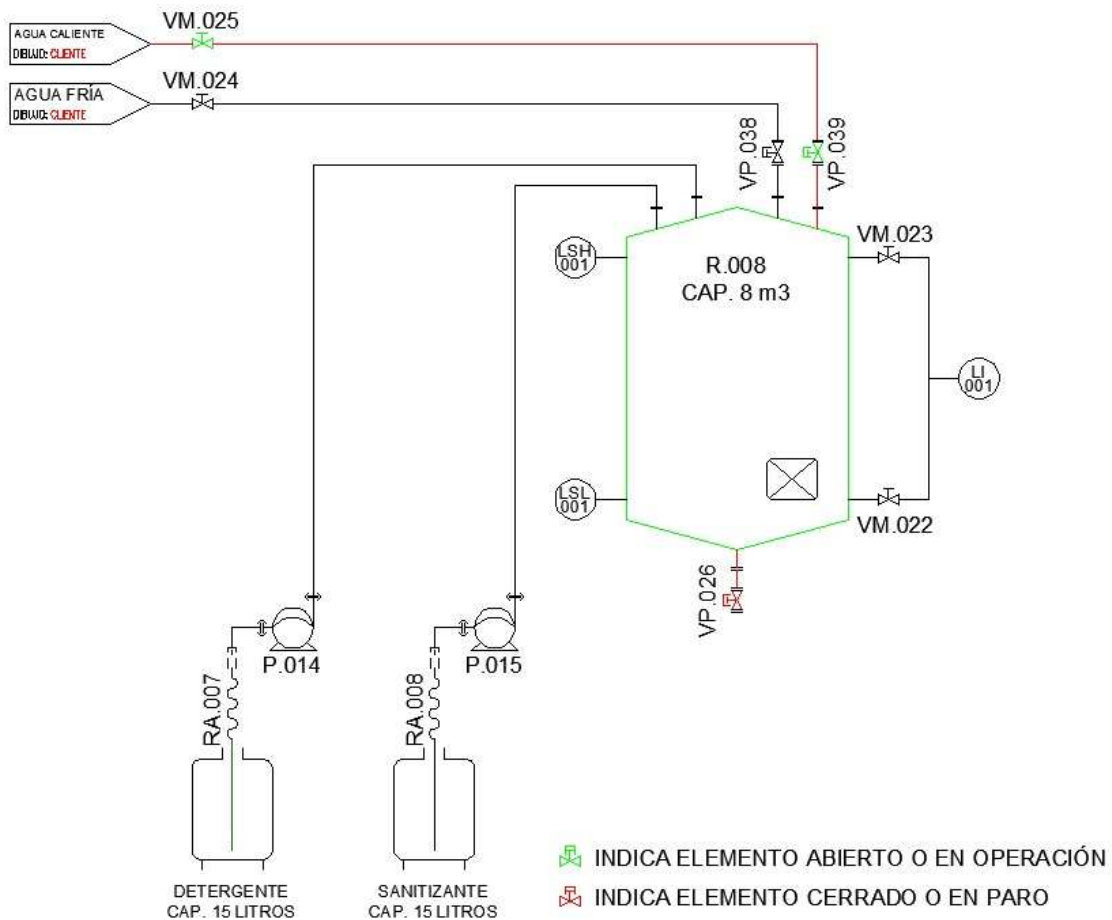 VM.025
AGUA CALIENTE
DIBUJO: CLIENTE
VM.024
AGUA FRÍA
DIBUJO: CLIENTE
VP.038
VP.039
LSH
001
R.008
CAP. 8 m3
VM.023
LI
001
LSL
001
VM.022
VP.026
P.014
P.015
RA.007
RA.008
DETERGENTE
CAP. 15 LITROS
SANITIZANTE
CAP. 15 LITROS
INDICA ELEMENTO ABIERTO O EN OPERACIÓN
INDICA ELEMENTO CERRADO O EN PARO